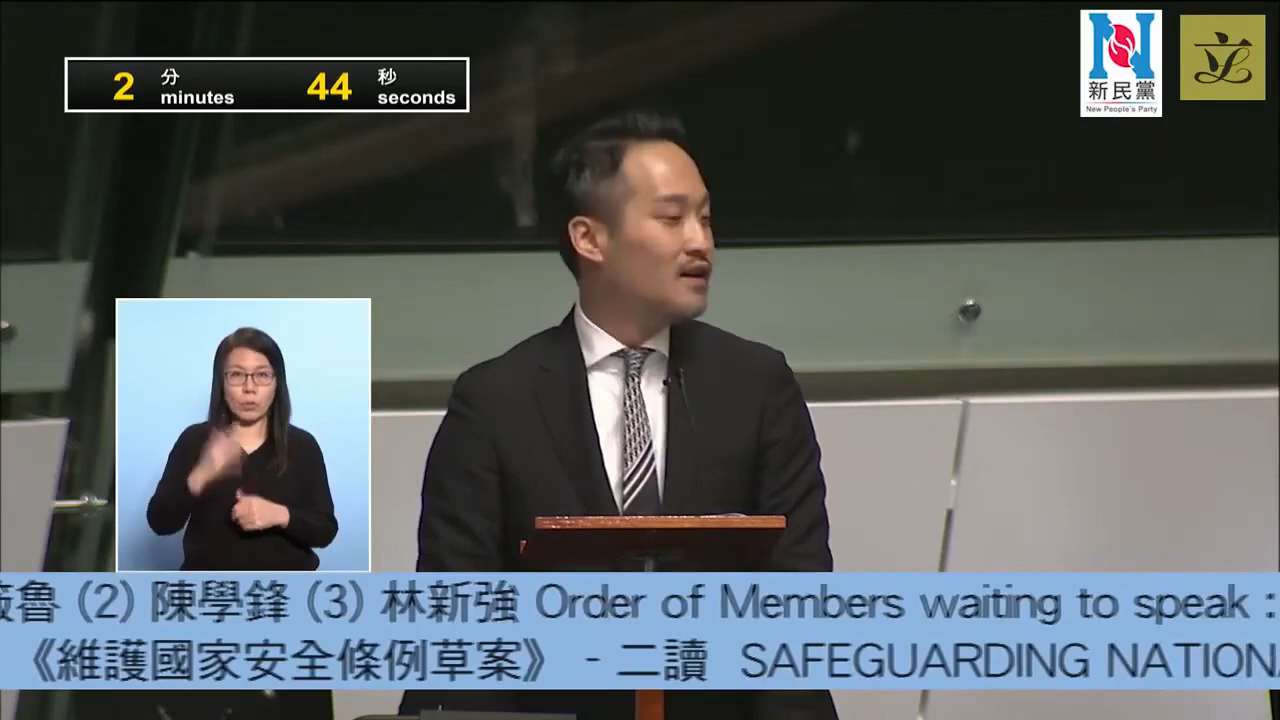 2 分 44 秒
minutes seconds
新民黨
New People's Party
立
魯 (2) 陳學鋒 (3) 林新強 Order of Members waiting to speak :
《維護國家安全條例草案》 - 二讀 SAFEGUARDING NATION